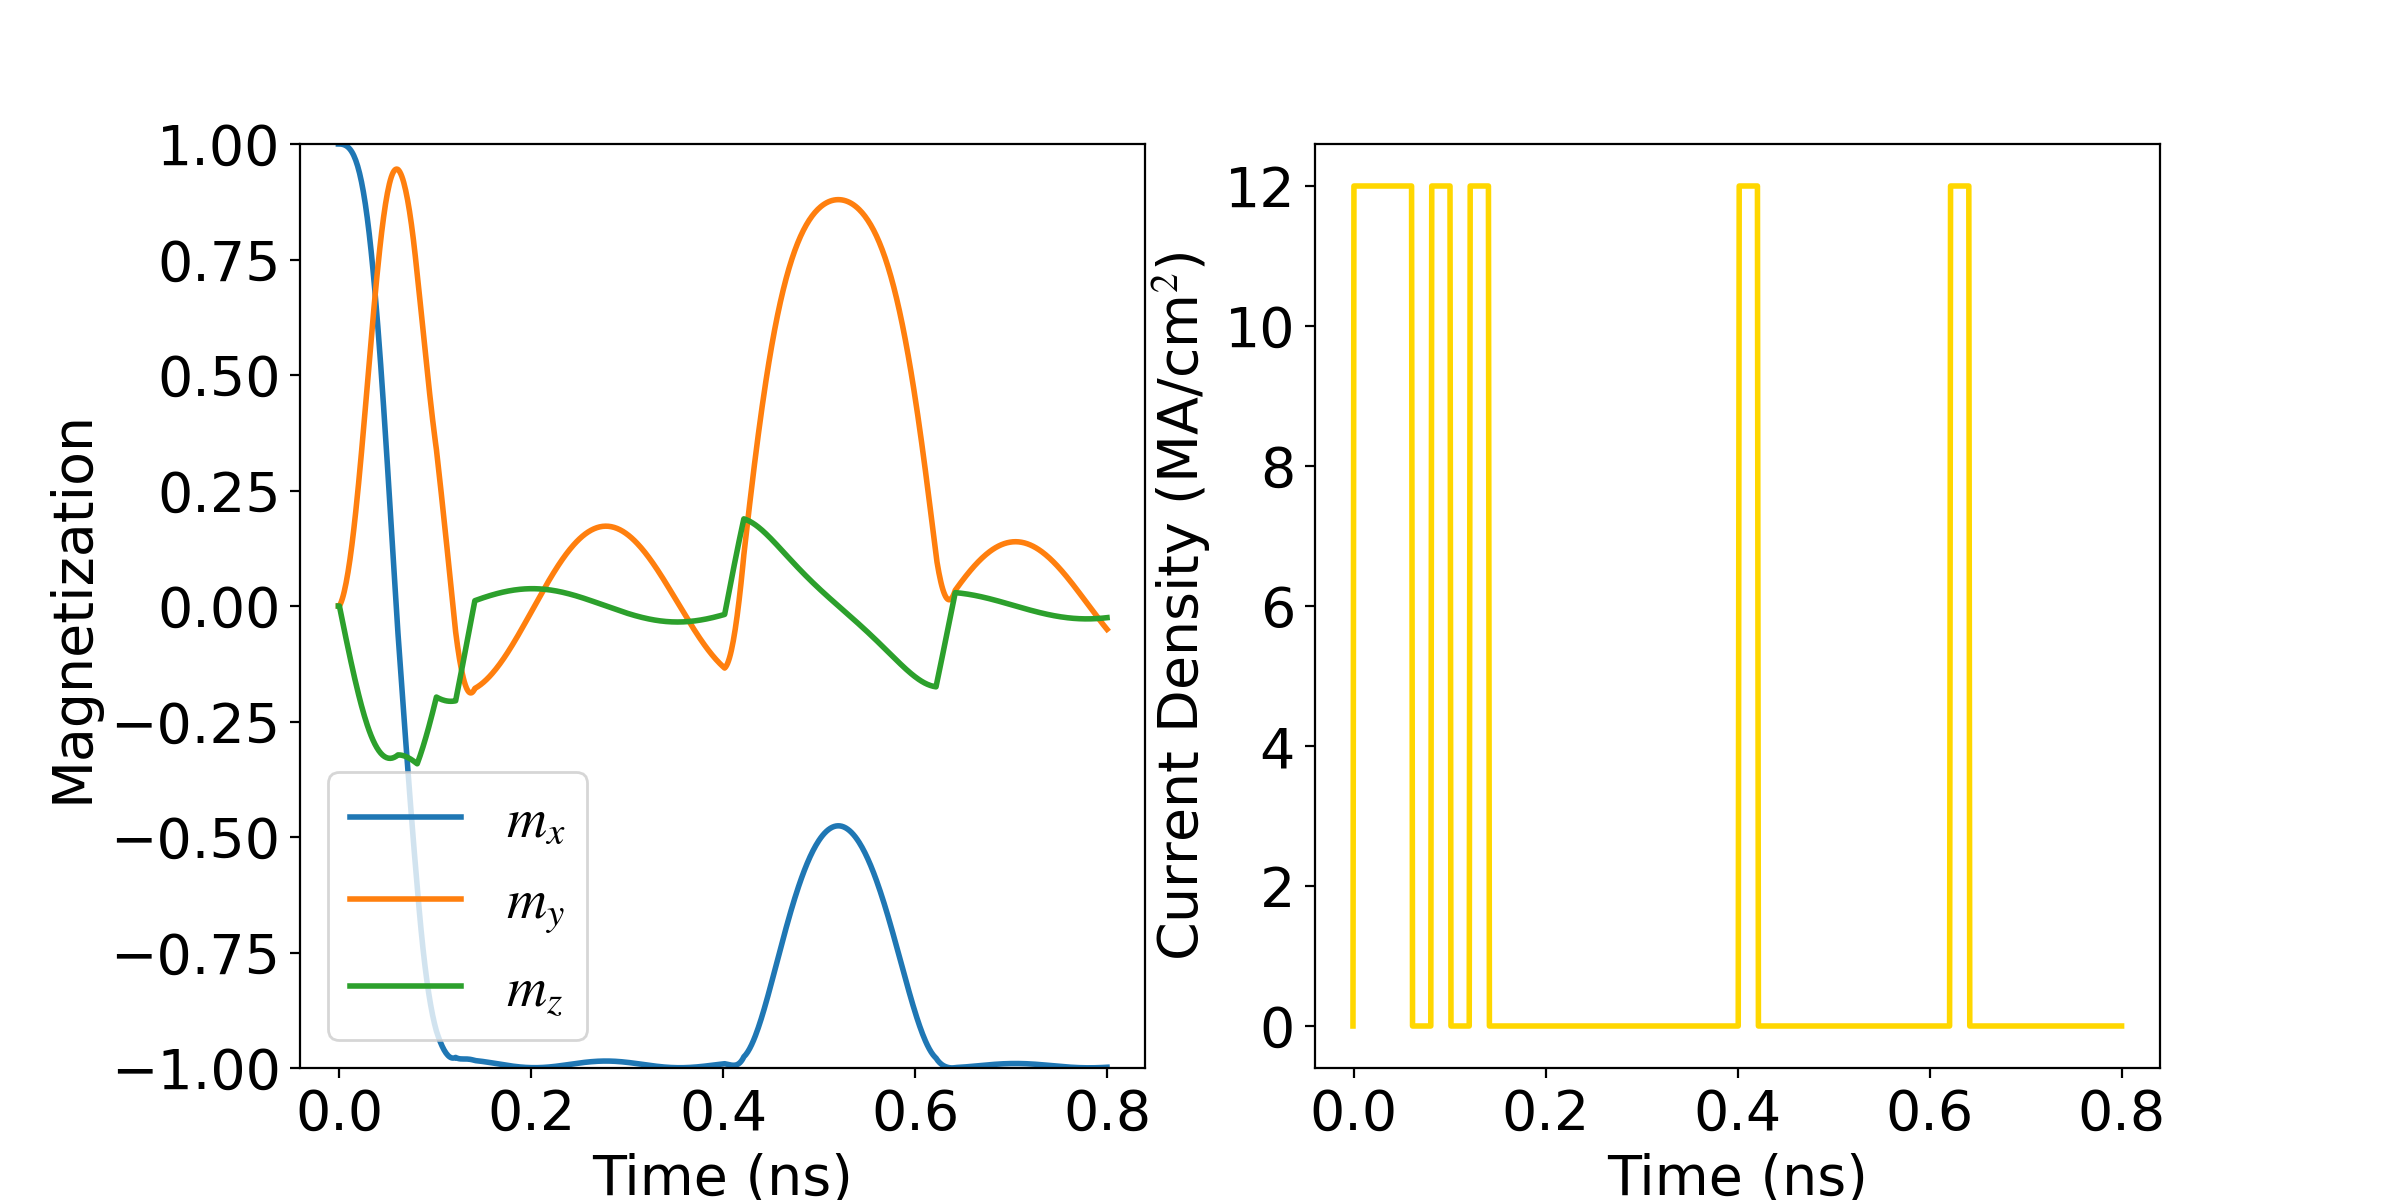 1.00
0.75
0.50
0.25
0.00
−0.25
−0.50
−0.75
−1.00
Magnetization
m_x
m_y
m_z
0.0 0.2 0.4 0.6 0.8
Time (ns)
12
10
8
6
4
2
0
Current Density (MA/cm²)
0.0 0.2 0.4 0.6 0.8
Time (ns)